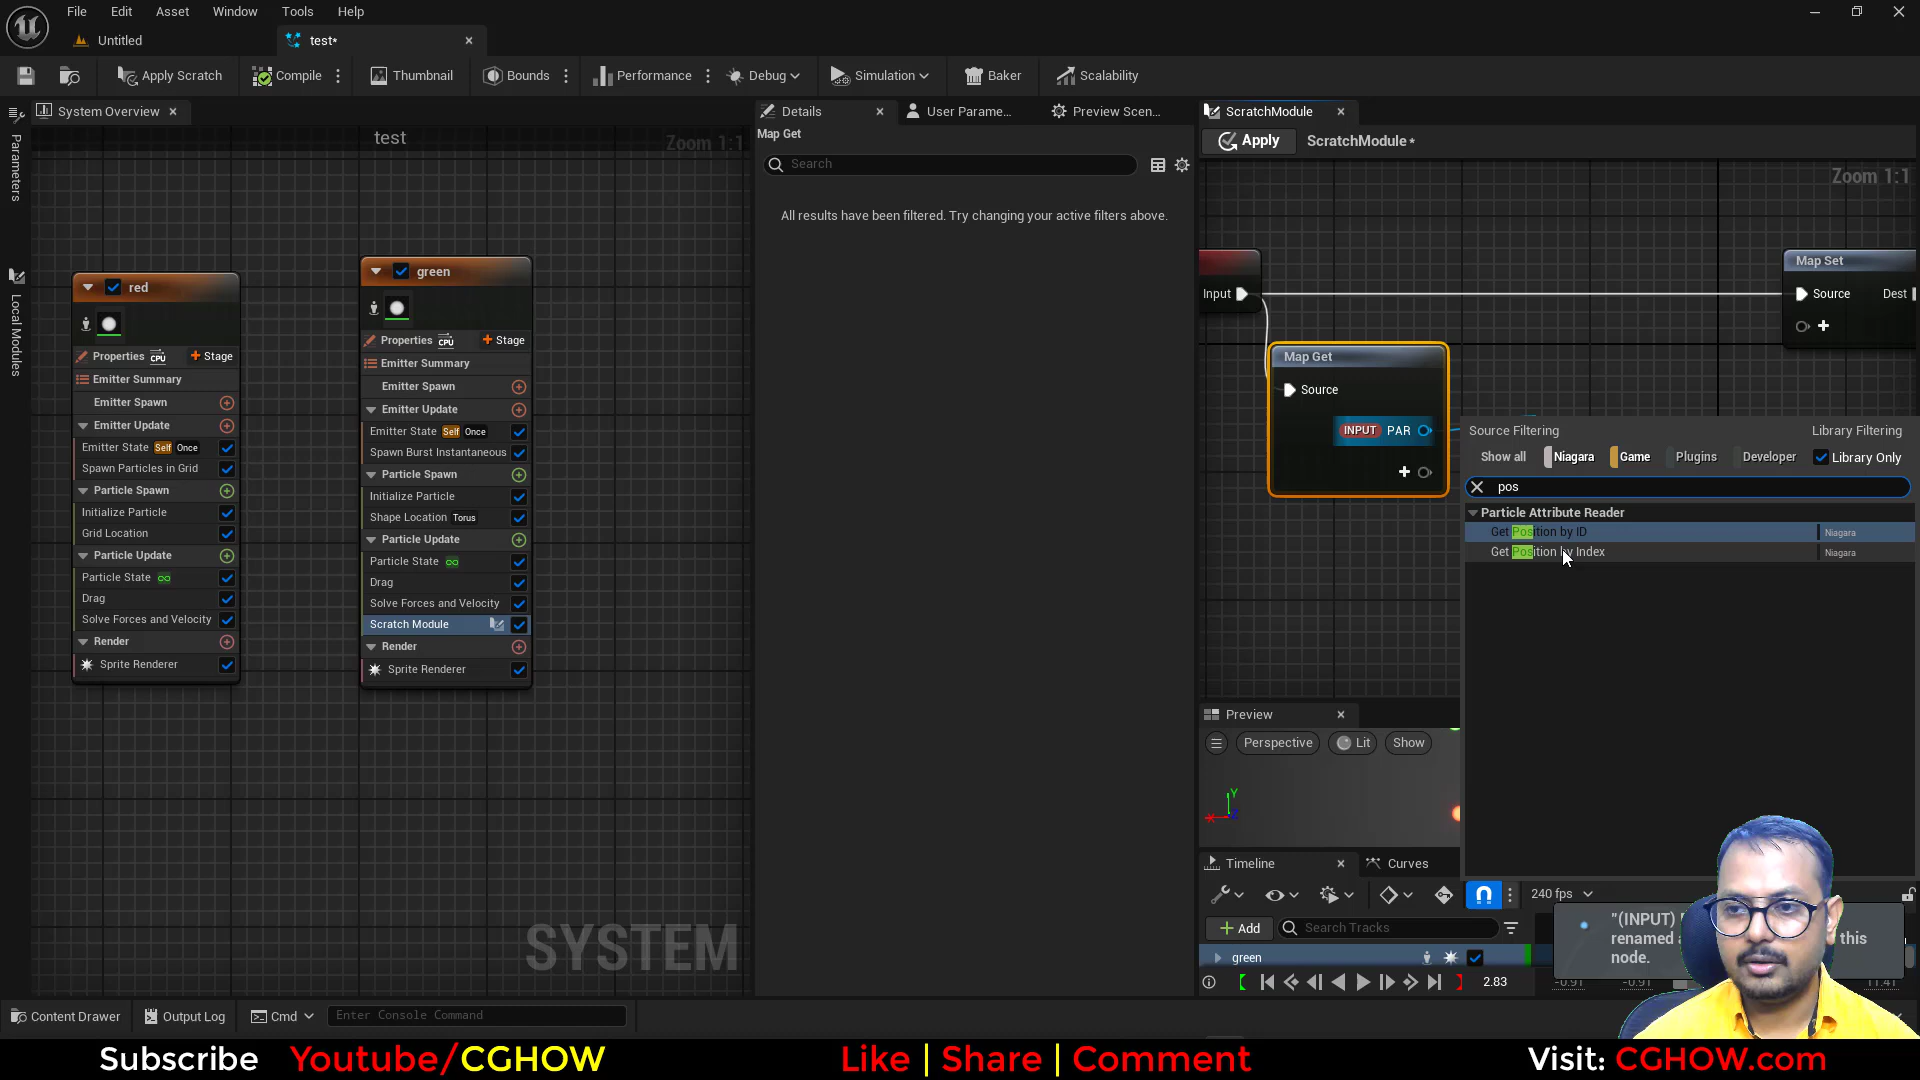 File Edit Asset Window Tools Help
Untitled test*
Apply Scratch Compile Thumbnail Bounds Performance Debug Simulation Baker Scalability
System Overview
Parameters
Local Modules
test
Zoom 1:1
red
Properties CPU Stage
Emitter Summary
Emitter Spawn
Emitter Update
Emitter State Self Once
Spawn Particles in Grid
Particle Spawn
Initialize Particle
Grid Location
Particle Update
Particle State
Drag
Solve Forces and Velocity
Render
Sprite Renderer
green
Properties CPU Stage
Emitter Summary
Emitter Spawn
Emitter Update
Emitter State Self Once
Spawn Burst Instantaneous
Particle Spawn
Initialize Particle
Shape Location Torus
Particle Update
Particle State
Drag
Solve Forces and Velocity
Scratch Module
Render
Sprite Renderer
SYSTEM
Details User Parame... Preview Scen...
Map Get
Search
All results have been filtered. Try changing your active filters above.
ScratchModule
Apply ScratchModule*
Zoom 1:1
Input
Map Set
Source Dest
Map Get
Source
INPUT PAR
Source Filtering Library Filtering
Show all Niagara Game Plugins Developer Library Only
pos
Particle Attribute Reader
Get Position by ID Niagara
Get Position by Index Niagara
Preview
Perspective Lit Show
Y
X
Z
Timeline Curves
240 fps
Add Search Tracks
green
2.83
-0.91 -0.91 11.41
"(INPUT)
renamed this
node.
Content Drawer Output Log Cmd Enter Console Command
Subscribe Youtube/CGHOW Like | Share | Comment Visit: CGHOW.com